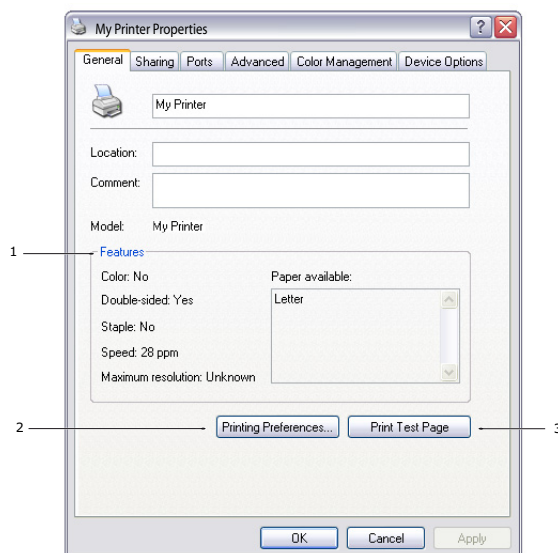 My Printer Properties
General Sharing Ports Advanced Color Management Device Options
My Printer
Location:
Comment:
Model: My Printer
1
Features
Color: No Paper available:
Double-sided: Yes Letter
Staple: No
Speed: 28 ppm
Maximum resolution: Unknown
2 Printing Preferences... Print Test Page 3
OK Cancel Apply